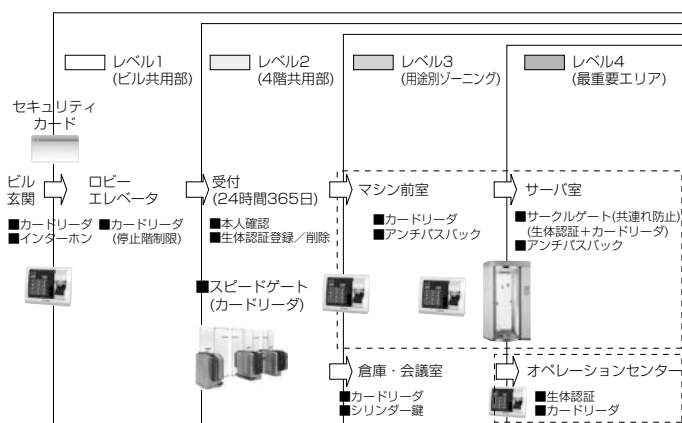 レベル1
(ビル共用部)
レベル2
(4階共用部)
レベル3
(用途別ゾーニング)
レベル4
(最重要エリア)
セキュリティ
カード
ビル
玄関
ロビー
エレベータ
受付
(24時間365日)
マシン前室
サーバ室
■カードリーダ
■インターホン
■カードリーダ
(停止階制限)
■本人確認
■生体認証登録／削除
■カードリーダ
■アンチパスバック
■サークルゲート(共連れ防止)
(生体認証+カードリーダ)
■アンチパスバック
■スピードゲート
(カードリーダ)
倉庫・会議室
■カードリーダ
■シリンダー鍵
オペレーションセンター
■生体認証
■カードリーダ